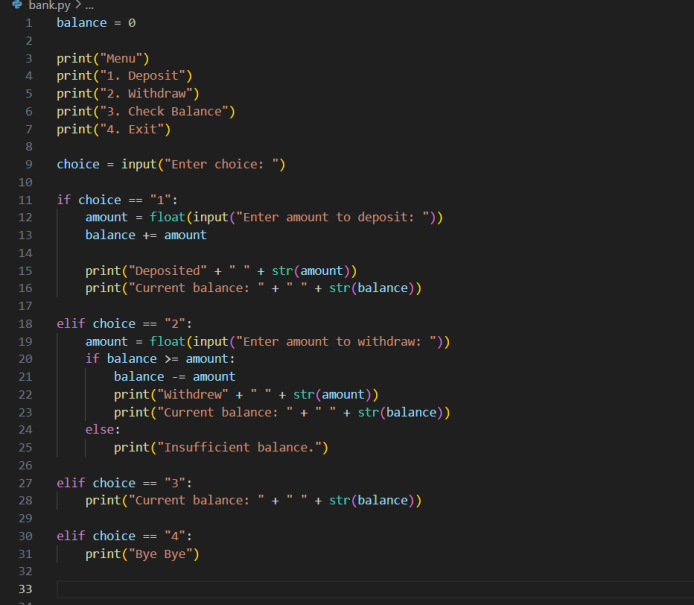 bank.py > ...
1 balance = 0
2
3 print("Menu")
4 print("1. Deposit")
5 print("2. Withdraw")
6 print("3. Check Balance")
7 print("4. Exit")
8
9 choice = input("Enter choice: ")
10
11 if choice == "1":
12     amount = float(input("Enter amount to deposit: "))
13     balance += amount
14
15     print("Deposited" + " " + str(amount))
16     print("Current balance: " + " " + str(balance))
17
18 elif choice == "2":
19     amount = float(input("Enter amount to withdraw: "))
20     if balance >= amount:
21         balance -= amount
22         print("Withdrew" + " " + str(amount))
23         print("Current balance: " + " " + str(balance))
24     else:
25         print("Insufficient balance.")
26
27 elif choice == "3":
28     print("Current balance: " + " " + str(balance))
29
30 elif choice == "4":
31     print("Bye Bye")
32
33
34